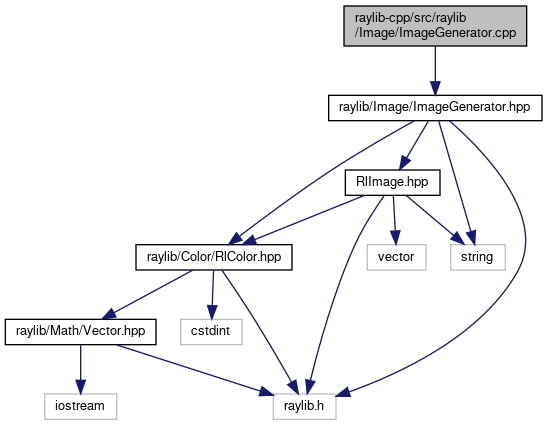 raylib-cpp/src/raylib
/Image/ImageGenerator.cpp
raylib/Image/ImageGenerator.hpp
RlImage.hpp
raylib/Color/RlColor.hpp
vector
string
raylib/Math/Vector.hpp
cstdint
iostream
raylib.h